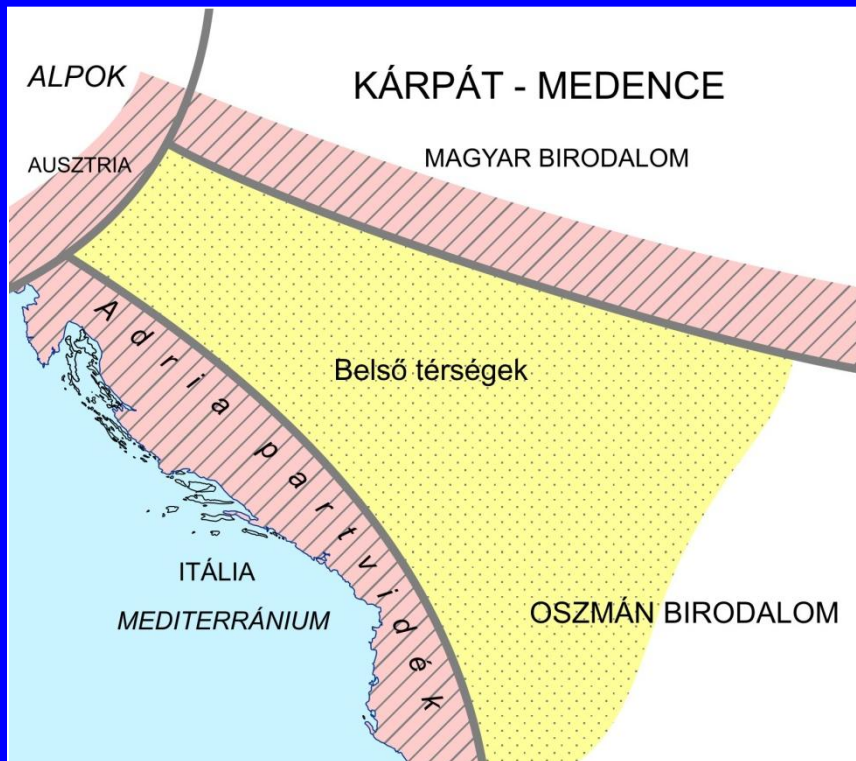 ALPOK
KÁRPÁT - MEDENCE
AUSZTRIA
MAGYAR BIRODALOM
Adria partvidék
Belső térségek
ITÁLIA
MEDITERRÁNIUM
OSZMÁN BIRODALOM